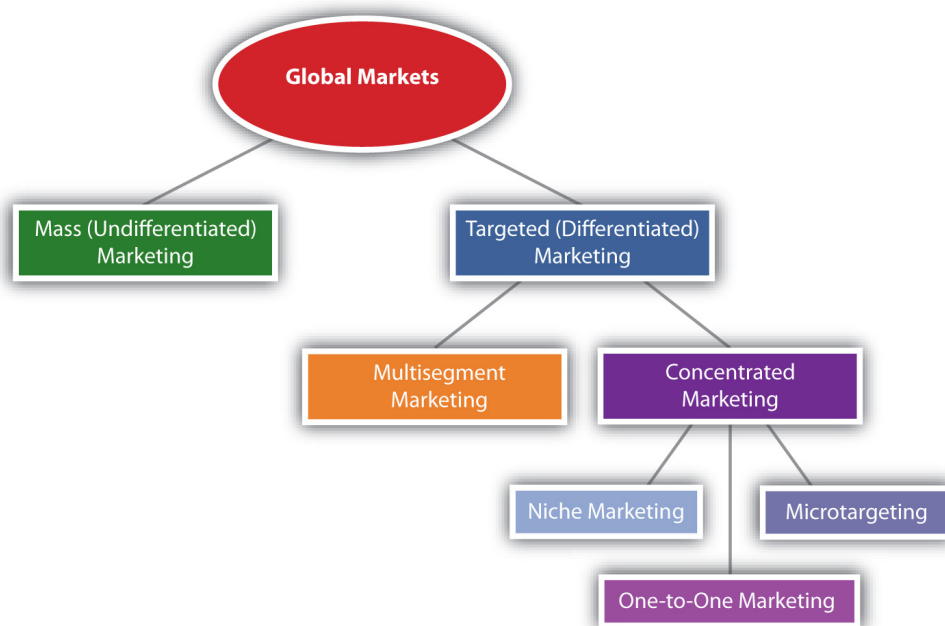 Global Markets
Mass (Undifferentiated)
Marketing
Targeted (Differentiated)
Marketing
Multisegment
Marketing
Concentrated
Marketing
Niche Marketing
Microtargeting
One-to-One Marketing